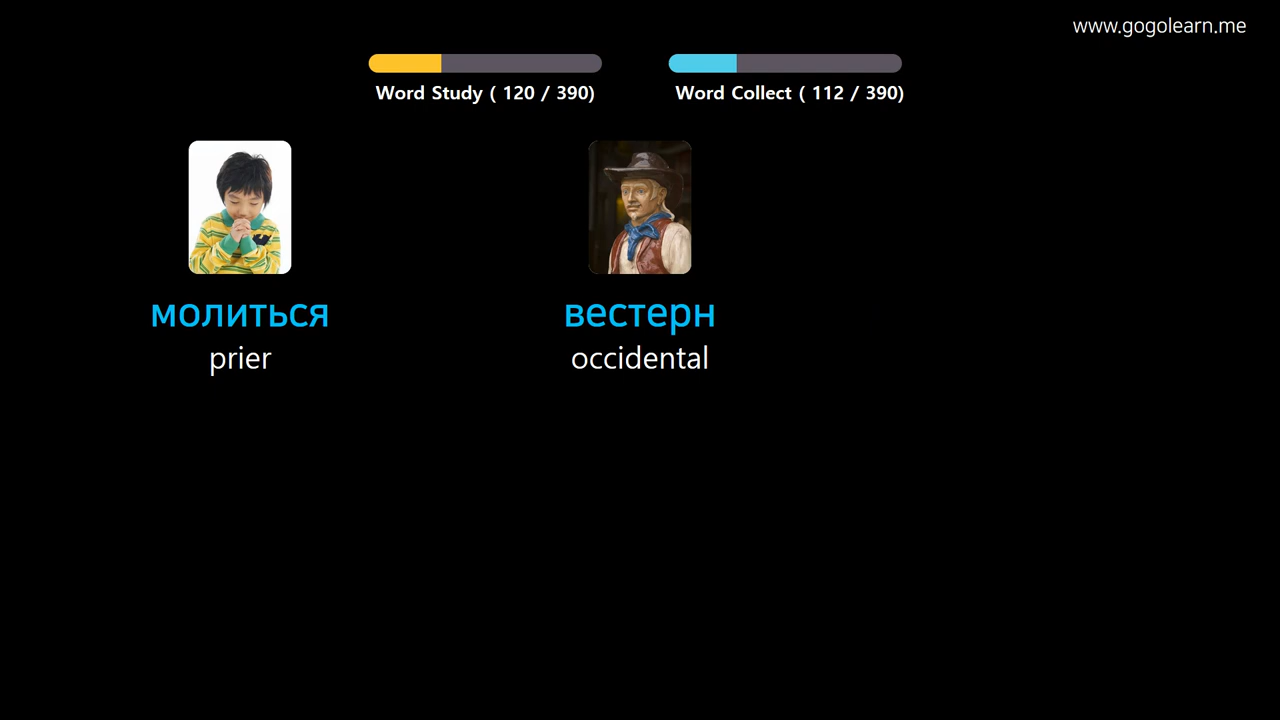 www.gogolearn.me
Word Study ( 120 / 390)
Word Collect ( 112 / 390)
молиться
prier
вестерн
occidental